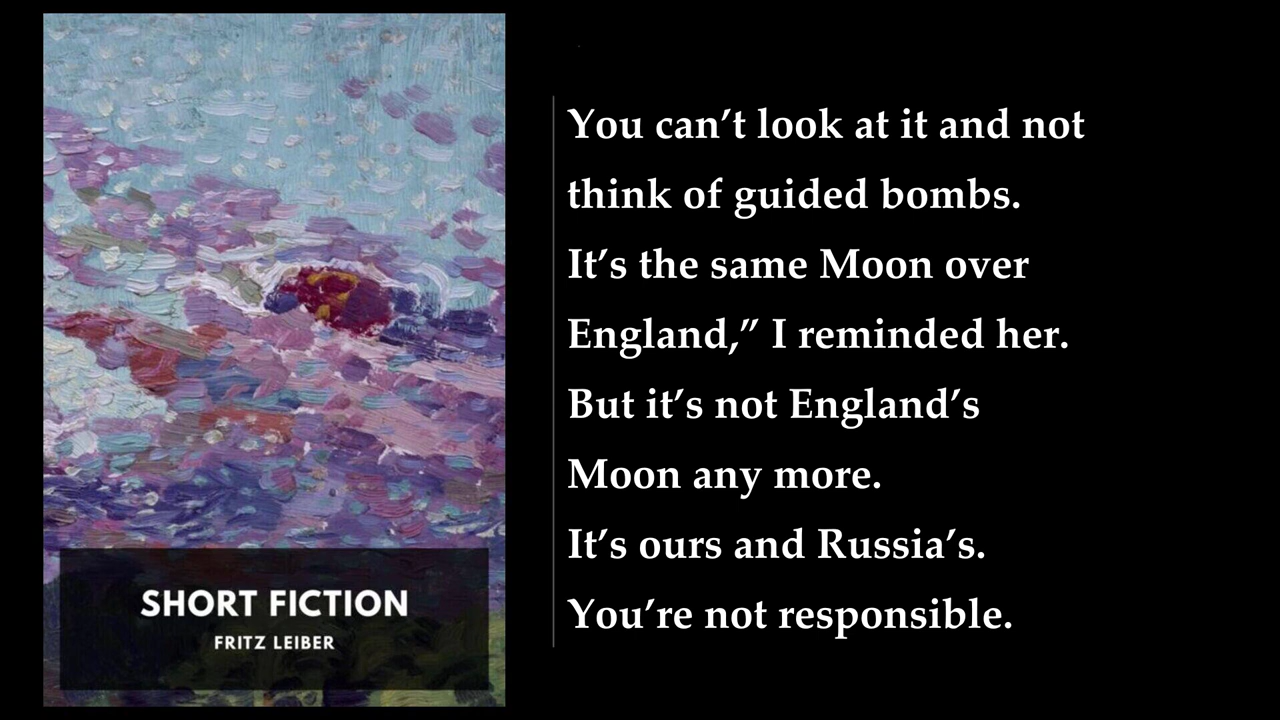 SHORT FICTION
FRITZ LEIBER
You can’t look at it and not
think of guided bombs.
It’s the same Moon over
England,” I reminded her.
But it’s not England’s
Moon any more.
It’s ours and Russia’s.
You’re not responsible.